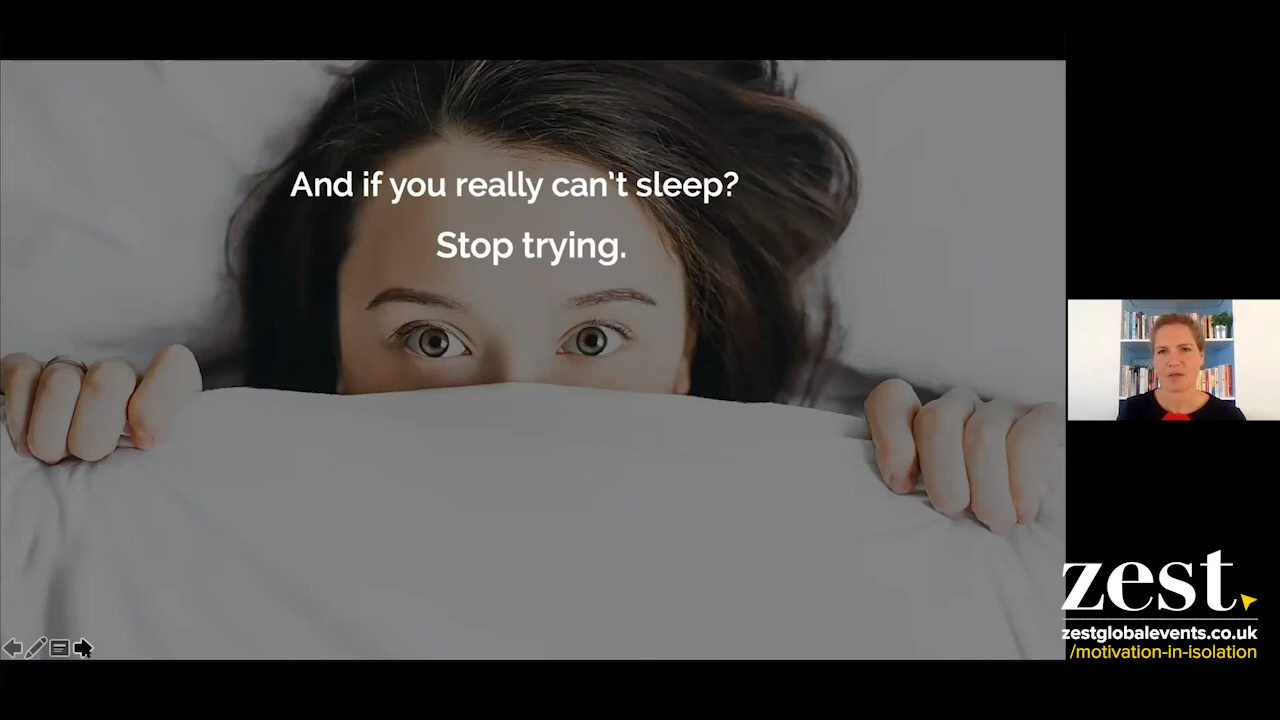 And if you really can't sleep?
Stop trying.
zest
zestglobalevents.co.uk
/motivation-in-isolation